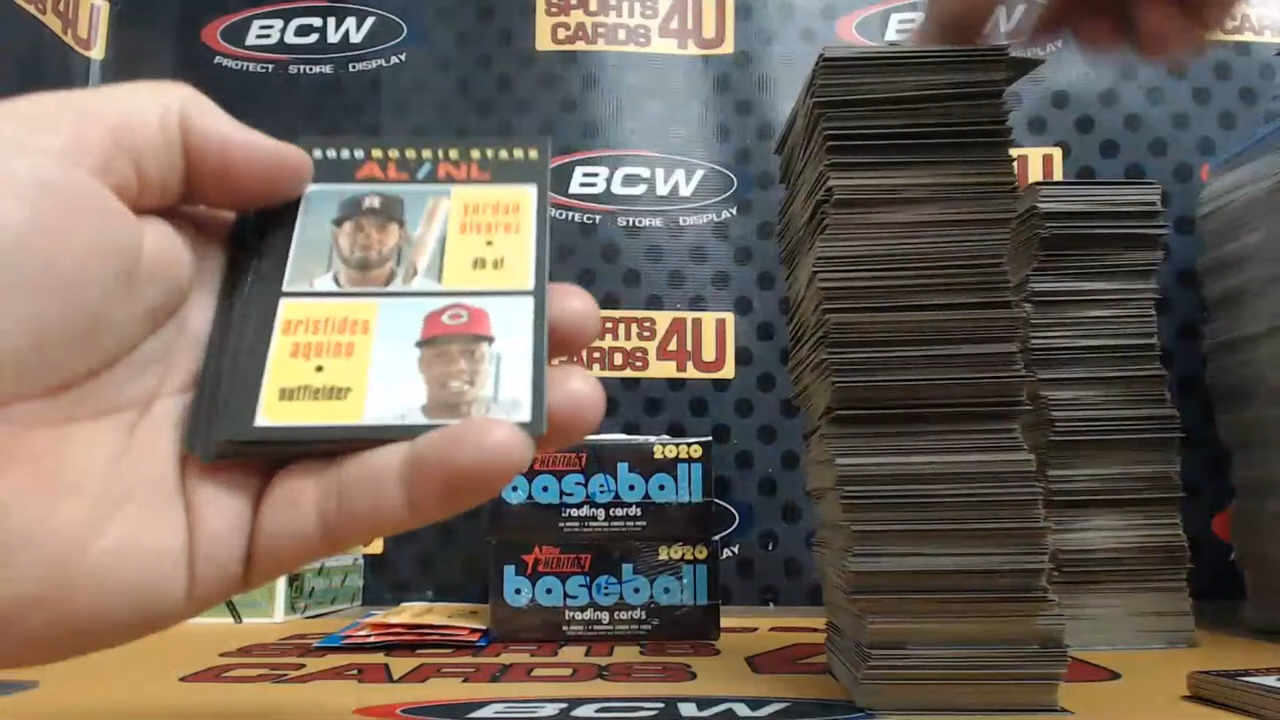 4U
BCW
PROTECT . STORE . DISPLAY
SPORTS
CARDS 4U
2020 ROOKIE STARS
AL/NL
yordan
alvarez
•
dh-of
aristides
aquino
•
outfielder
BCW
PROTECT . STORE . DISPLAY
RTS
CARDS 4U
HERITAGE
2020
baseball
trading cards
TOPPS
HERITAGE
2020
baseball
trading cards
CARDS
BCW